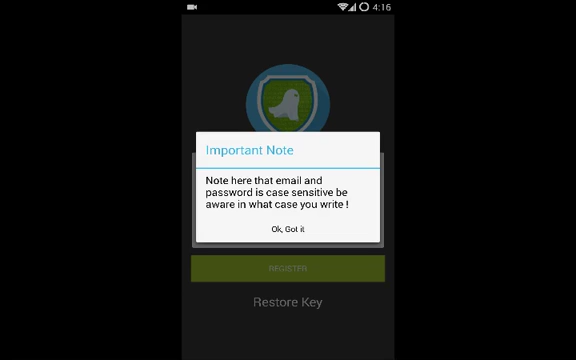 4:16
Important Note
Note here that email and
password is case sensitive be
aware in what case you write !
Ok, Got it
REGISTER
Restore Key